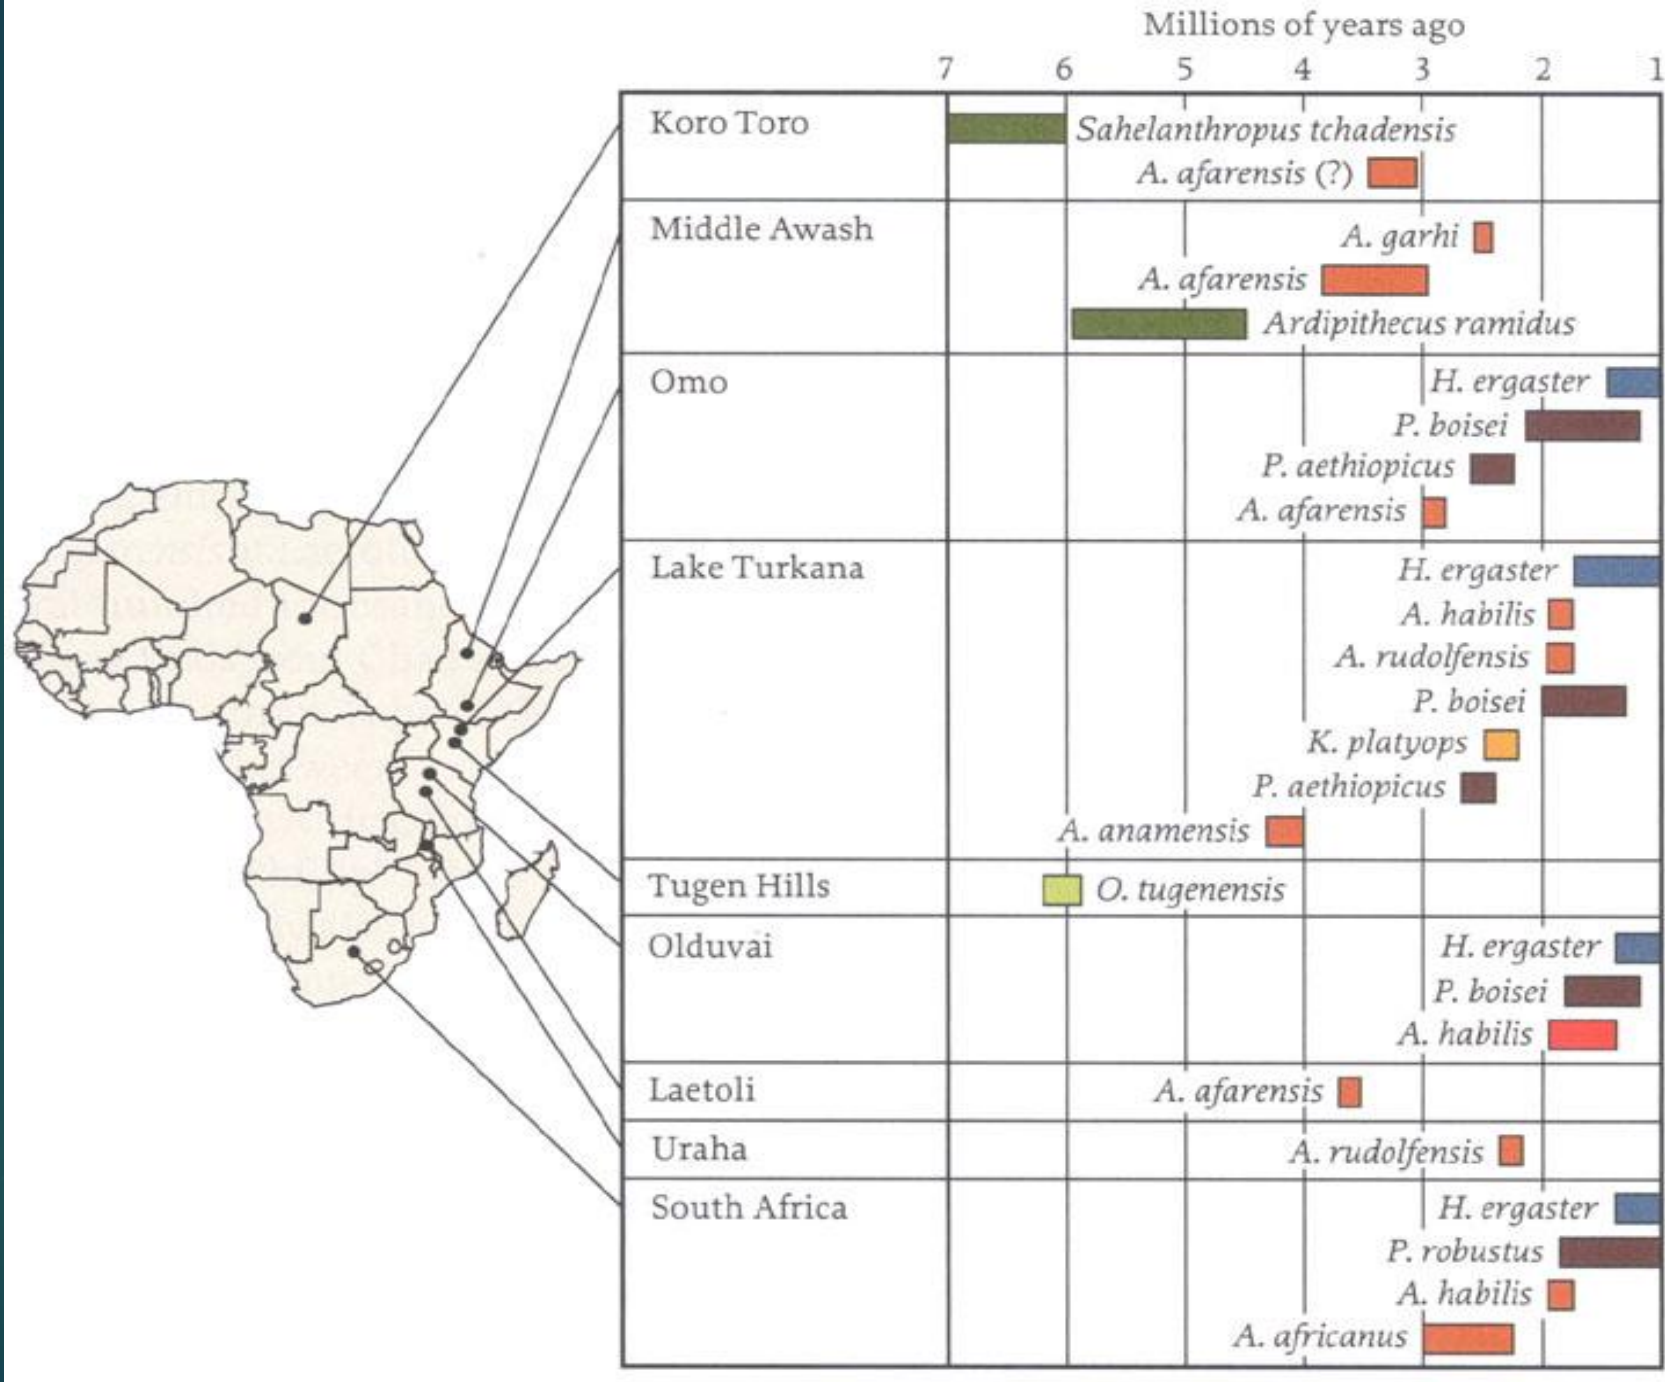 Millions of years ago
7 6 5 4 3 2 1
Koro Toro
Sahelanthropus tchadensis
A. afarensis (?)
Middle Awash
A. garhi
A. afarensis
Ardipithecus ramidus
Omo
H. ergaster
P. boisei
P. aethiopicus
A. afarensis
Lake Turkana
H. ergaster
A. habilis
A. rudolfensis
P. boisei
K. platyops
P. aethiopicus
A. anamensis
Tugen Hills
O. tugenensis
Olduvai
H. ergaster
P. boisei
A. habilis
Laetoli
A. afarensis
Uraha
A. rudolfensis
South Africa
H. ergaster
P. robustus
A. habilis
A. africanus